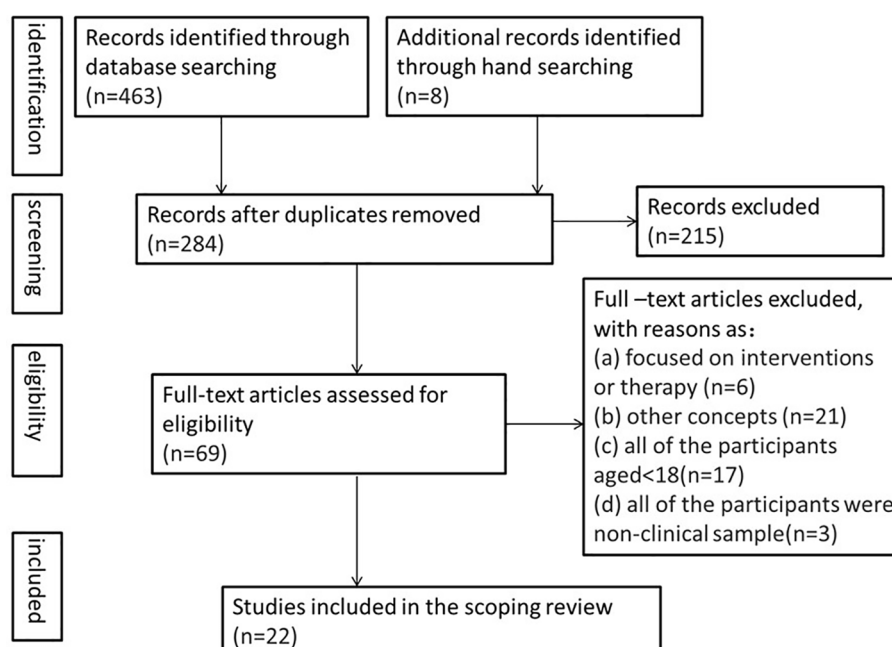 identification
Records identified through
database searching
(n=463)
Additional records identified
through hand searching
(n=8)
screening
Records after duplicates removed
(n=284)
Records excluded
(n=215)
eligibility
Full-text articles assessed for
eligibility
(n=69)
Full –text articles excluded,
with reasons as:
(a) focused on interventions
or therapy (n=6)
(b) other concepts (n=21)
(c) all of the participants
aged<18(n=17)
(d) all of the participants were
non-clinical sample(n=3)
included
Studies included in the scoping review
(n=22)